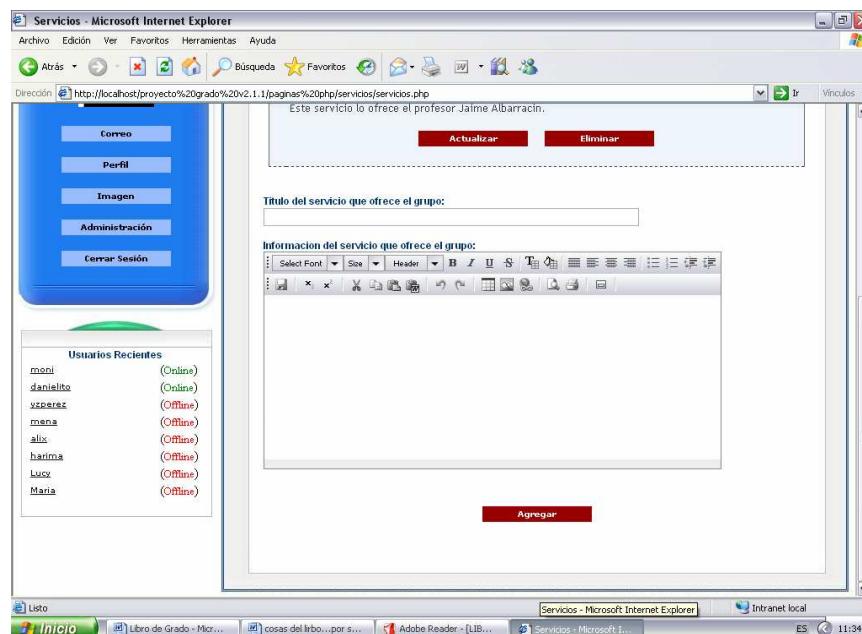 Servicios - Microsoft Internet Explorer
Archivo Edición Ver Favoritos Herramientas Ayuda
Atrás Búsqueda Favoritos
Dirección http://localhost/proyecto%20grado%20v2.1.1/paginas%20php/servicios/servicios.php Ir Vínculos
Este servicio lo ofrece el profesor Jaime Albarracin.
Actualizar Eliminar
Correo
Perfil
Imagen
Administración
Cerrar Sesión
Titulo del servicio que ofrece el grupo:
Informacion del servicio que ofrece el grupo:
Select Font Size Header B I U S
Usuarios Recientes
moni (Online)
danielito (Online)
yzperez (Offline)
mena (Offline)
alix (Offline)
harima (Offline)
Lucy (Offline)
Maria (Offline)
Agregar
Listo Servicios - Microsoft Internet Explorer Intranet local
Inicio Libro de Grado - Micr... cosas del lirbo...por s... Adobe Reader - [LIB... Servicios - Microsoft I... ES 11:34